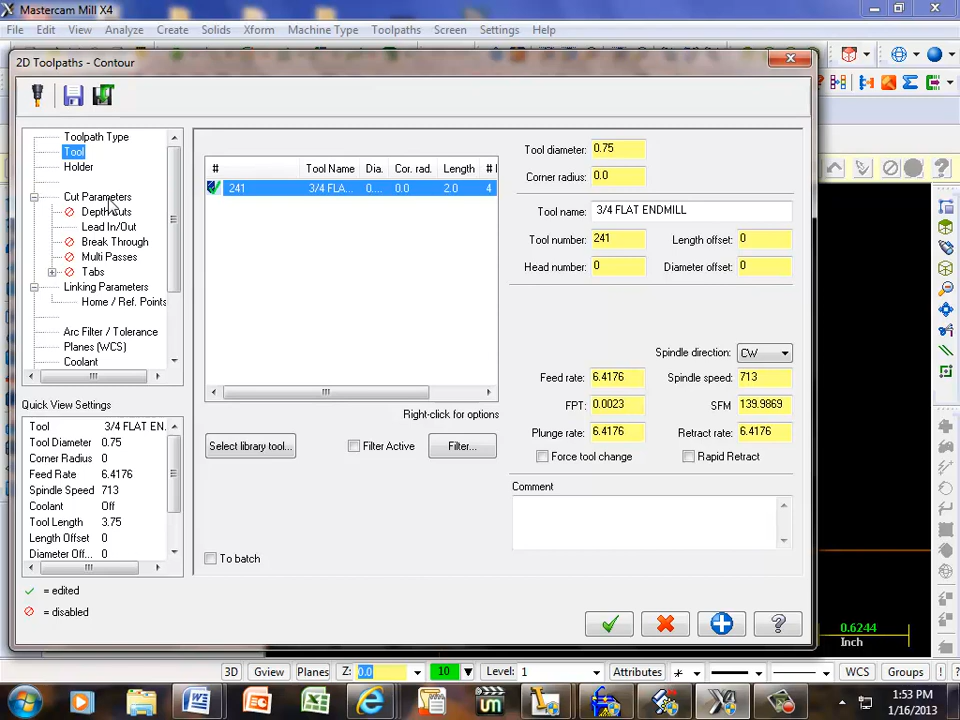 Mastercam Mill X4
File Edit View Analyze Create Solids Xform Machine Type Toolpaths Screen Settings Help
2D Toolpaths - Contour
Toolpath Type
Tool
Holder
Cut Parameters
Depth Cuts
Lead In/Out
Break Through
Multi Passes
Tabs
Linking Parameters
Home / Ref. Points
Arc Filter / Tolerance
Planes (WCS)
Coolant
Quick View Settings
Tool 3/4 FLAT EN...
Tool Diameter 0.75
Corner Radius 0
Feed Rate 6.4176
Spindle Speed 713
Coolant Off
Tool Length 3.75
Length Offset 0
Diameter Off... 0
= edited
= disabled
# Tool Name Dia. Cor. rad. Length #
241 3/4 FLA... 0.... 0.0 2.0 4
Right-click for options
Select library tool... Filter Active Filter...
To batch
Tool diameter: 0.75
Corner radius: 0.0
Tool name: 3/4 FLAT ENDMILL
Tool number: 241 Length offset: 0
Head number: 0 Diameter offset: 0
Spindle direction: CW
Feed rate: 6.4176 Spindle speed: 713
FPT: 0.0023 SFM 139.9869
Plunge rate: 6.4176 Retract rate: 6.4176
Force tool change Rapid Retract
Comment
0.6244
Inch
3D Gview Planes Z: 0.0 10 Level: 1 Attributes WCS Groups
1:53 PM
1/16/2013